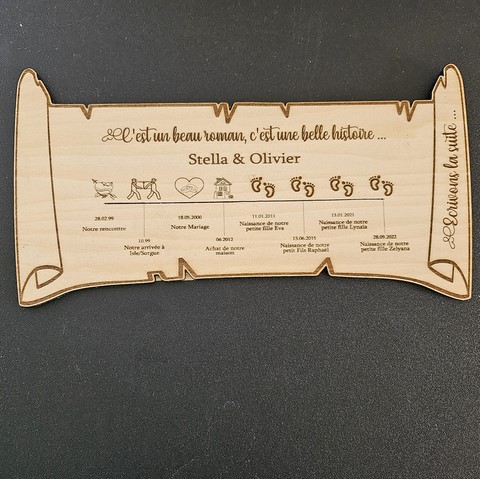 C'est un beau roman, c'est une belle histoire ...
Stella & Olivier
28.02.99
Notre rencontre
10.99
Notre arrivée à
Isle/Sorgue
18.09.2000
Notre Mariage
06.2012
Achat de notre
maison
11.01.2011
Naissance de notre
petite fille Eva
13.06.2015
Naissance de notre
petit Fils Raphaël
13.01.2021
Naissance de notre
petite fille Lynaïa
28.09.2022
Naissance de notre
petite fille Zelyana
Ecrivons la suite ...